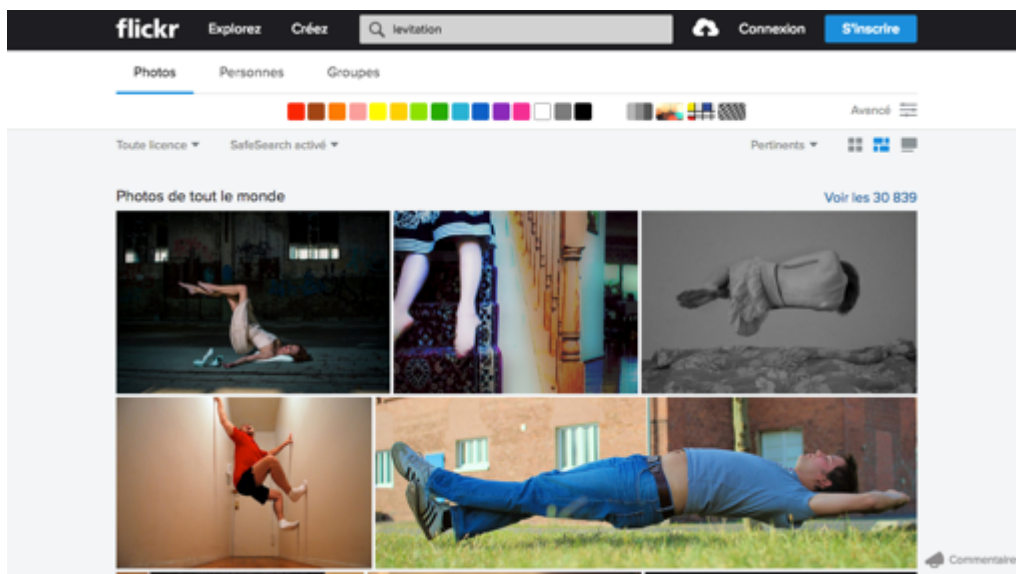 flickr Explorez Créez levitation Connexion S'inscrire
Photos Personnes Groupes
Avancé
Toute licence SafeSearch activé Pertinents
Photos de tout le monde Voir les 30 839
Commentaire